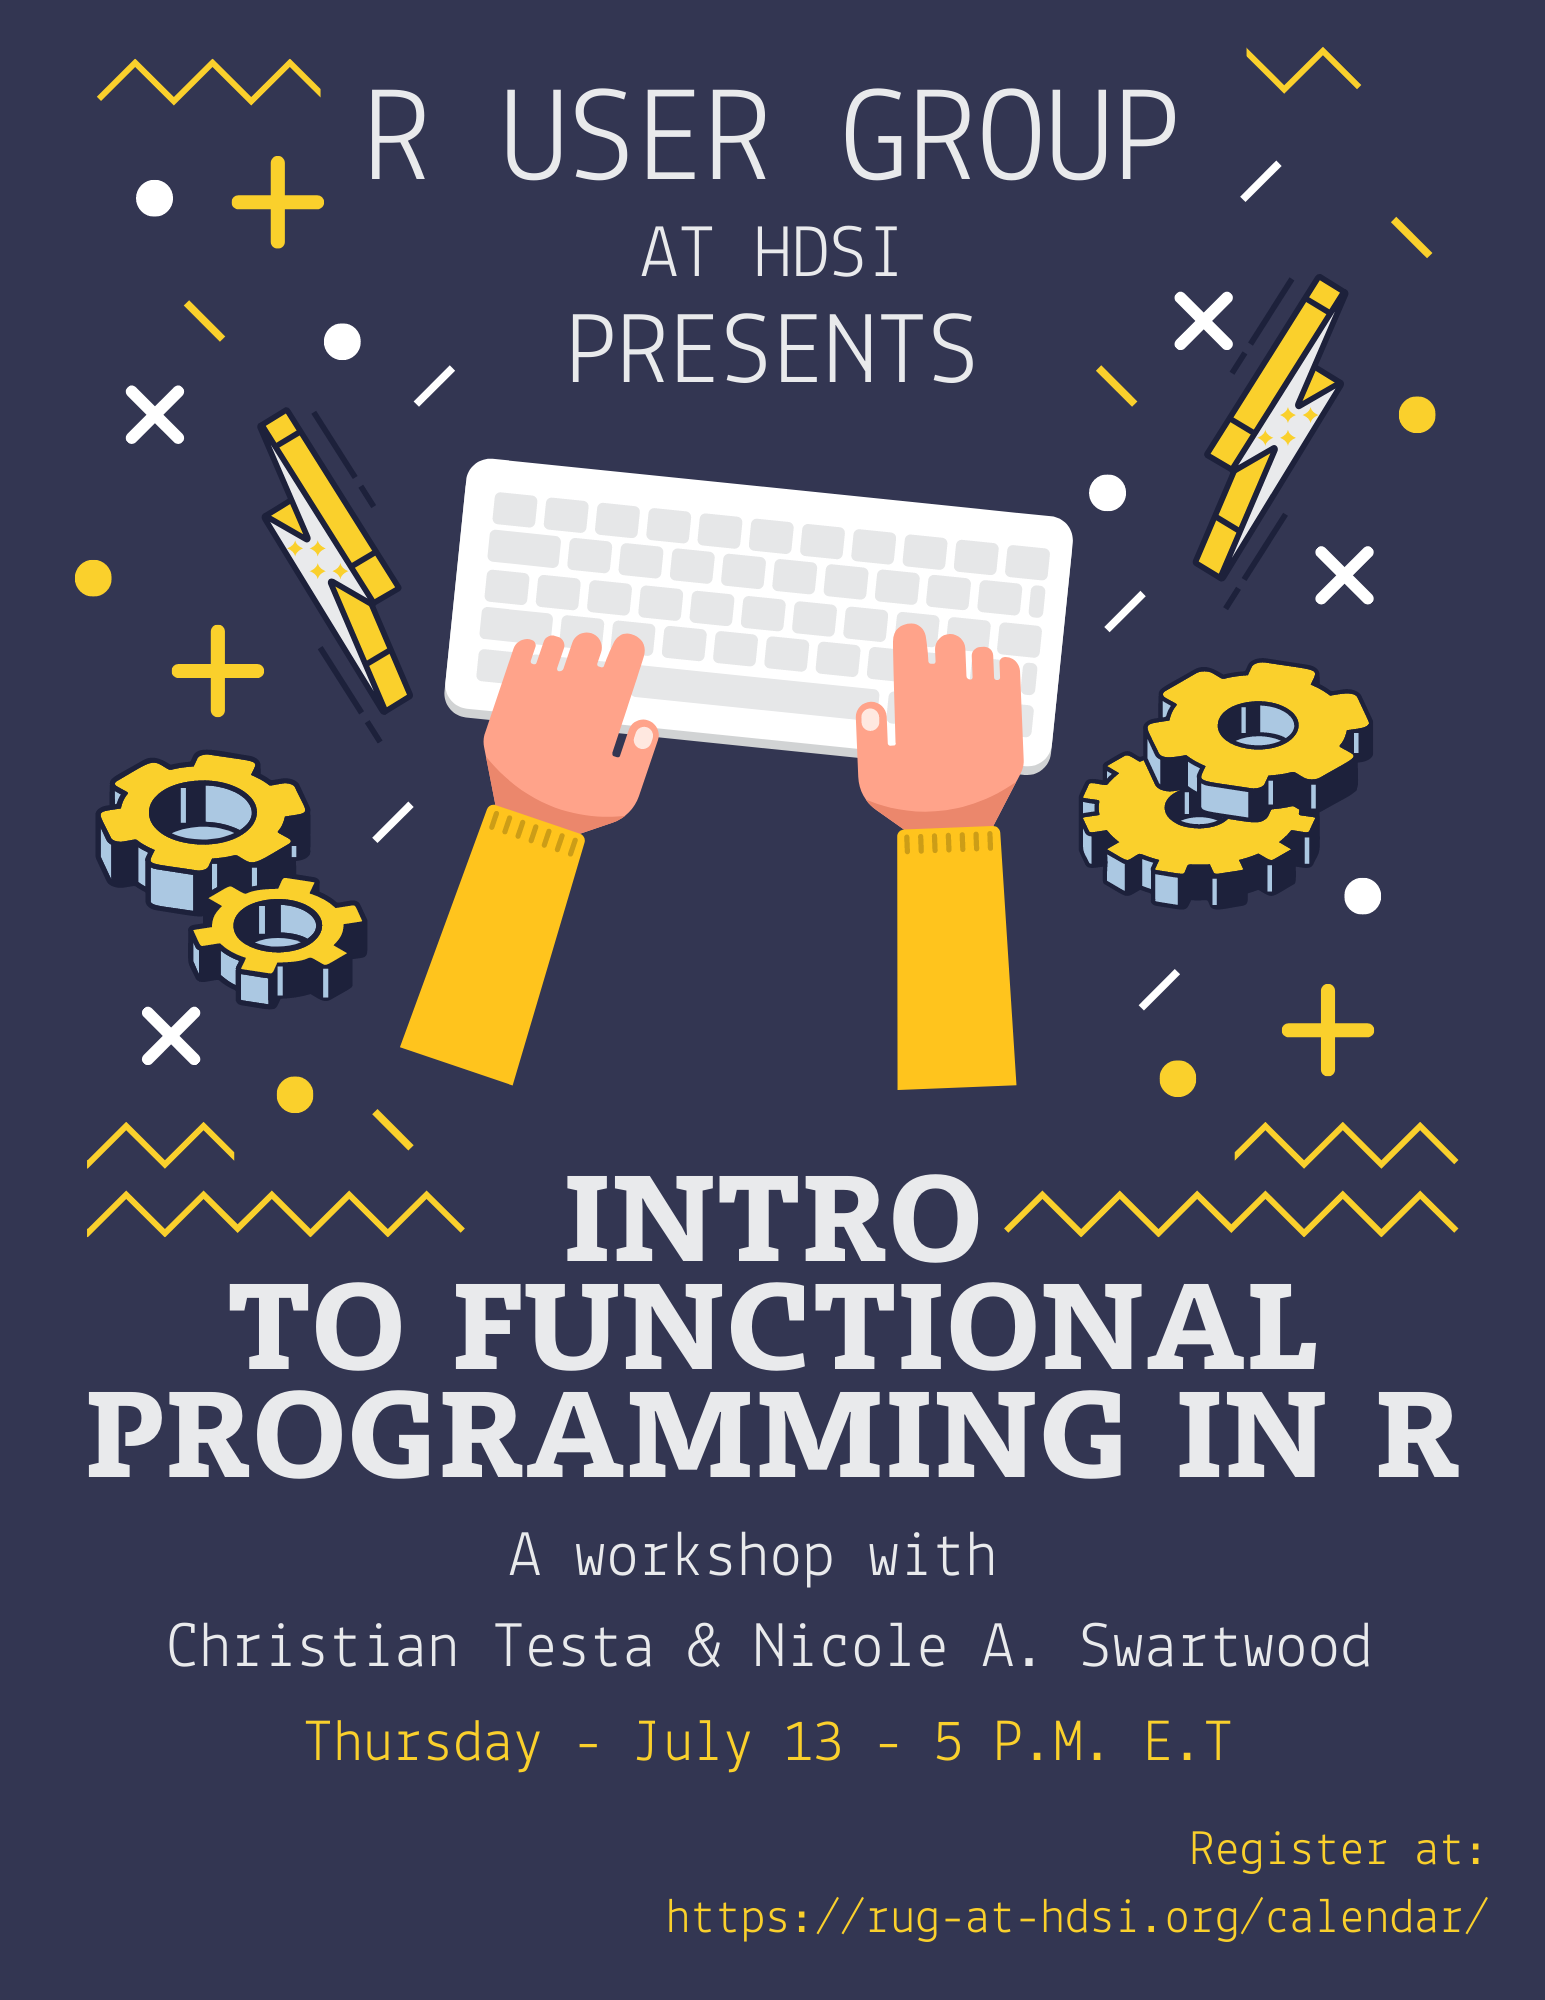 R USER GROUP
AT HDSI
PRESENTS
INTRO
TO FUNCTIONAL
PROGRAMMING IN R
A workshop with
Christian Testa & Nicole A. Swartwood
Thursday - July 13 - 5 P.M. E.T
Register at:
https://rug-at-hdsi.org/calendar/